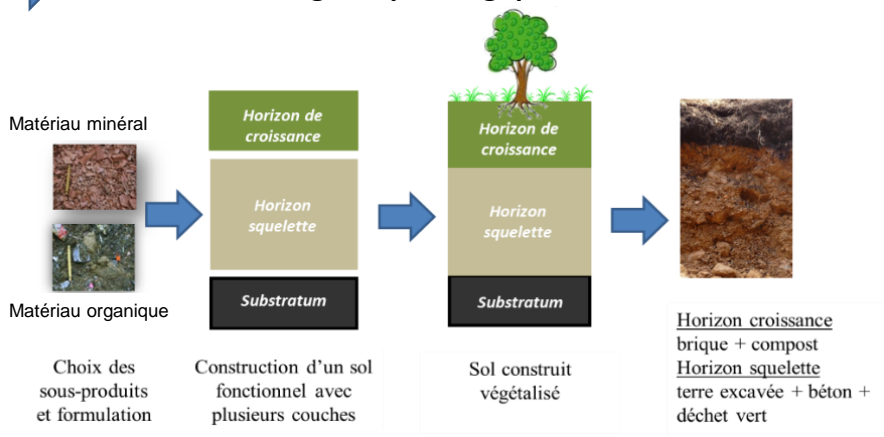 Matériau minéral
Matériau organique
Choix des
sous-produits
et formulation
Horizon de
croissance
Horizon
squelette
Substratum
Construction d'un sol
fonctionnel avec
plusieurs couches
Horizon de
croissance
Horizon
squelette
Substratum
Sol construit
végétalisé
Horizon croissance
brique + compost
Horizon squelette
terre excavée + béton +
déchet vert